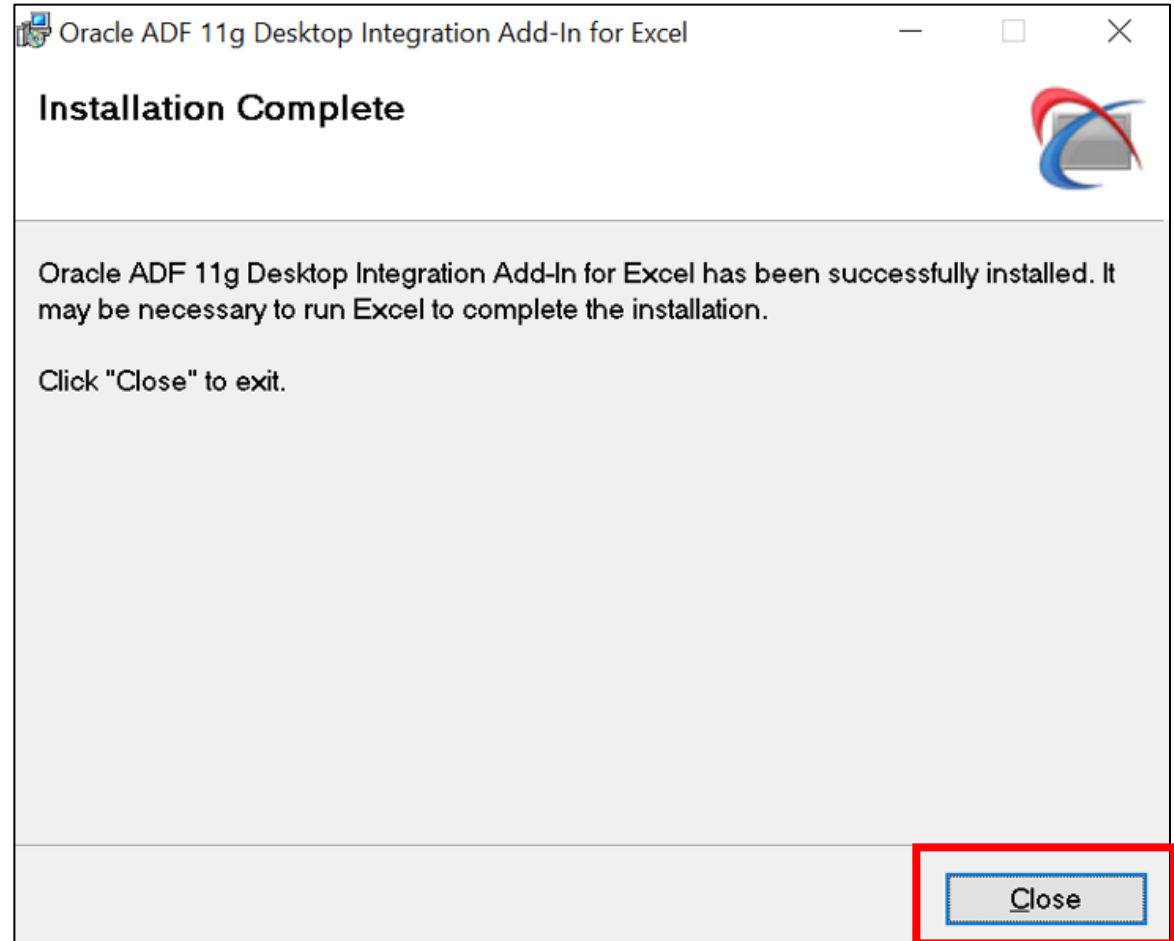 Oracle ADF 11g Desktop Integration Add-In for Excel
Installation Complete
Oracle ADF 11g Desktop Integration Add-In for Excel has been successfully installed. It
may be necessary to run Excel to complete the installation.
Click "Close" to exit.
Close